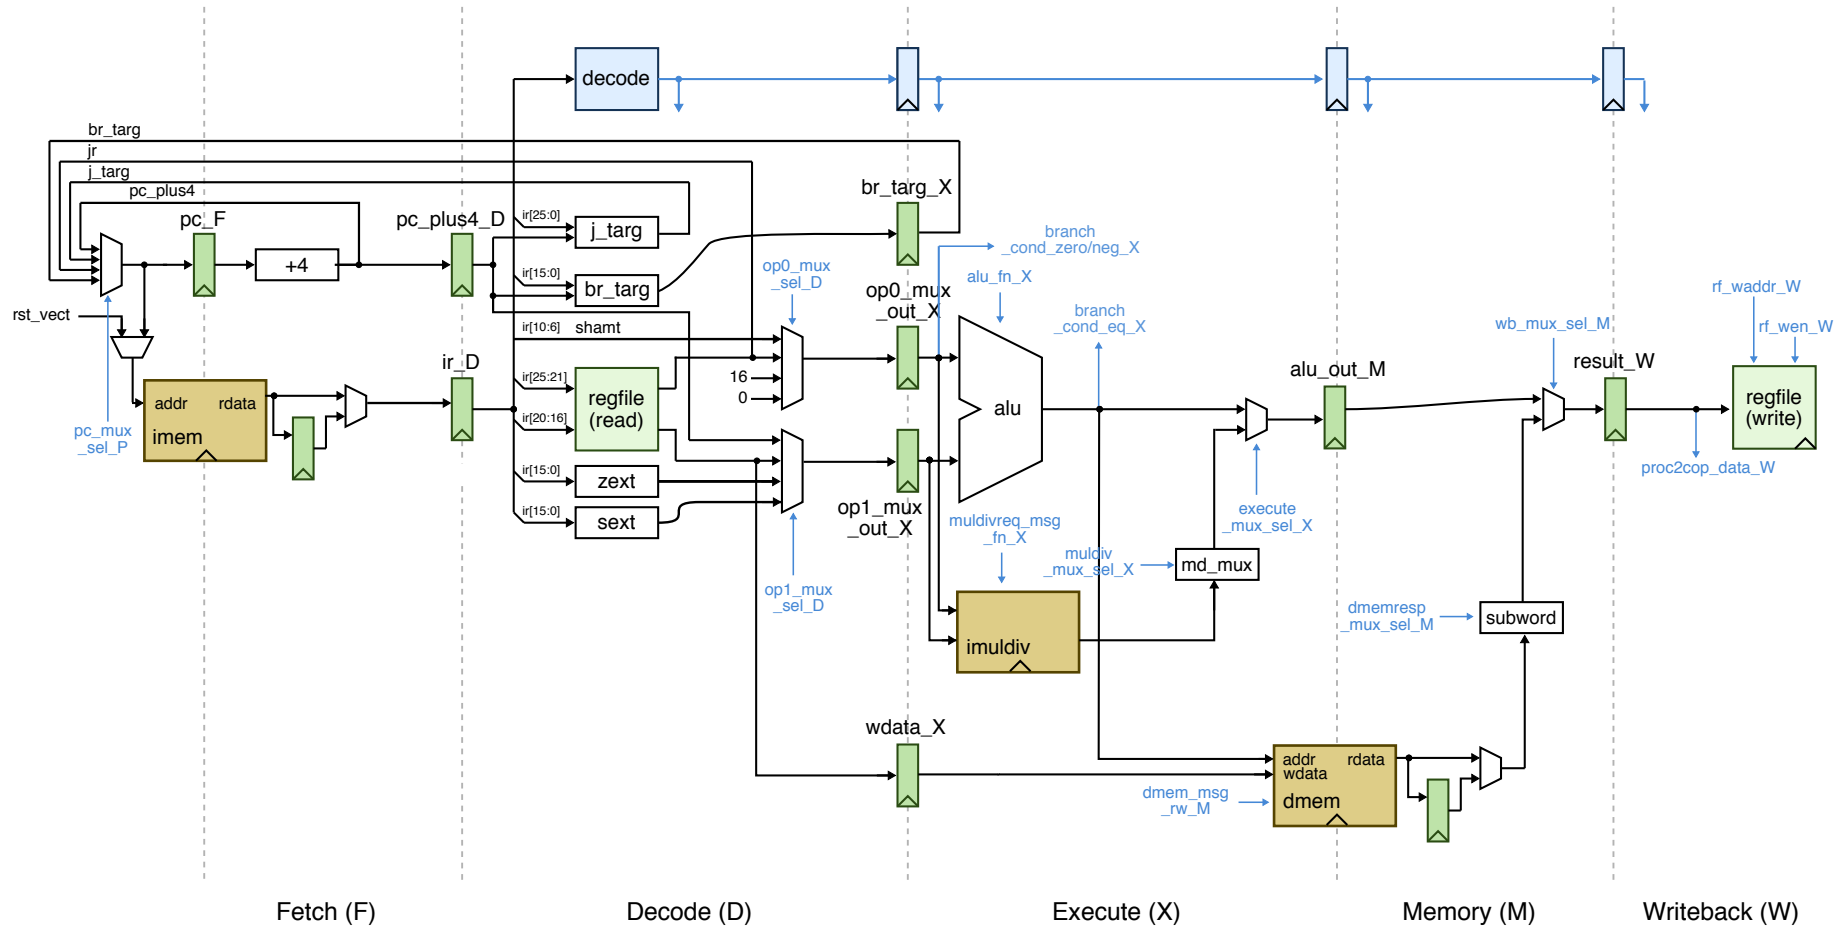 decode
br_targ
jr
j_targ
pc_plus4
pc_F
pc_plus4_D
+4
rst_vect
ir[25:0]
j_targ
ir[15:0]
br_targ
br_targ_X
branch
_cond_zero/neg_X
op0_mux
_sel_D
alu_fn_X
op0_mux
_out_X
branch
_cond_eq_X
ir[10:6]
shamt
rf_waddr_W
wb_mux_sel_M
rf_wen_W
ir_D
ir[25:21]
16
0
regfile
(read)
ir[20:16]
alu
alu_out_M
result_W
regfile
(write)
addr
rdata
imem
pc_mux
_sel_P
ir[15:0]
zext
ir[15:0]
sext
op1_mux
_out_X
proc2cop_data_W
muldivreq_msg
_fn_X
execute
_mux_sel_X
muldiv
_mux_sel_X
md_mux
op1_mux
_sel_D
dmemresp
_mux_sel_M
subword
imuldiv
wdata_X
addr
rdata
wdata
dmem
dmem_msg
_rw_M
Fetch (F)
Decode (D)
Execute (X)
Memory (M)
Writeback (W)